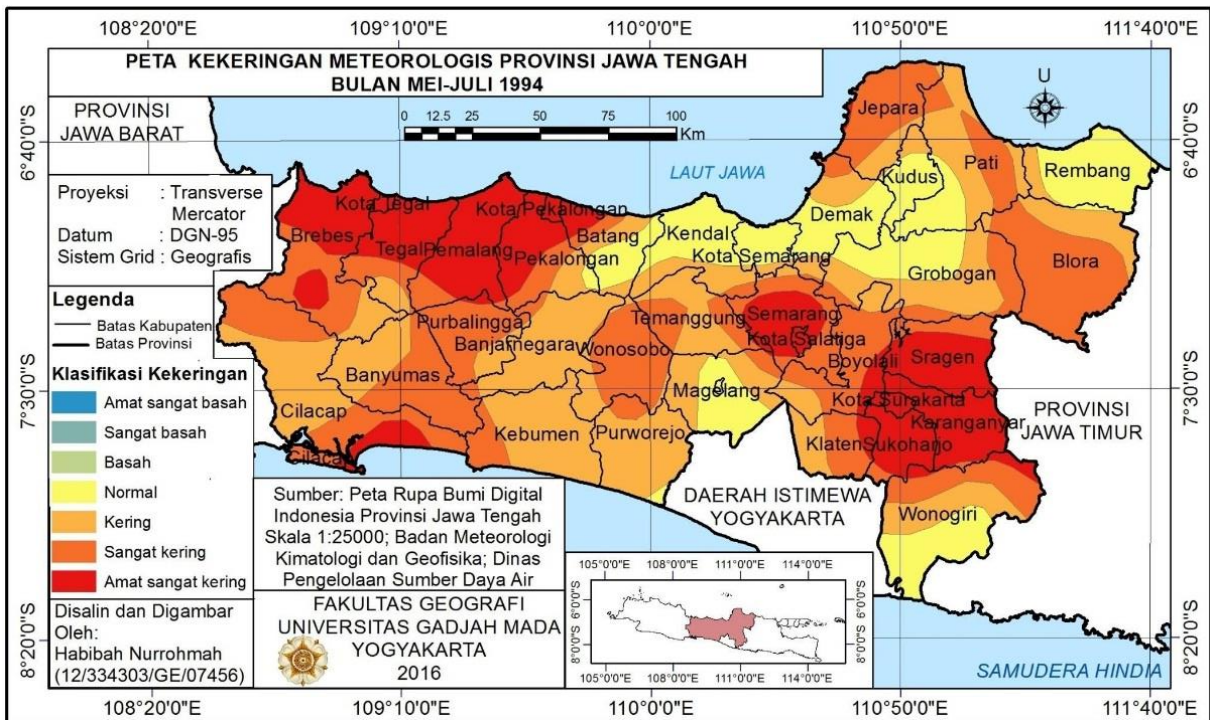 108°20'0"E 109°10'0"E 110°0'0"E 110°50'0"E 111°40'0"E
PETA KEKERINGAN METEOROLOGIS PROVINSI JAWA TENGAH
BULAN MEI-JULI 1994
PROVINSI
JAWA BARAT
0 12.5 25 50 75 100
Km
U
6°40'0"S
6°40'0"S
LAUT JAWA
Proyeksi : Transverse
Mercator
Datum : DGN-95
Sistem Grid : Geografis
Jepara
Pati
Rembang
Kudus
Demak
Kota Tegal
Kota Pekalongan
Brebes
Tegal
Pemalang
Pekalongan
Batang
Kendal
Kota Semarang
Grobogan
Blora
Legenda
Batas Kabupaten
Batas Provinsi
Klasifikasi Kekeringan
Amat sangat basah
Sangat basah
Basah
Normal
Kering
Sangat kering
Amat sangat kering
Purbalingga
Banjarnegara
Wonosobo
Temanggung
Semarang
Kota Salatiga
Boyolali
Sragen
Banyumas
Magelang
Kota Surakarta
Karanganyar
Cilacap
Kebumen
Purworejo
Klaten
Sukoharjo
Cilacap
Wonogiri
7°30'0"S
7°30'0"S
PROVINSI
JAWA TIMUR
DAERAH ISTIMEWA
YOGYAKARTA
Sumber: Peta Rupa Bumi Digital
Indonesia Provinsi Jawa Tengah
Skala 1:25000; Badan Meteorologi
Kimatologi dan Geofisika; Dinas
Pengelolaan Sumber Daya Air
Disalin dan Digambar
Oleh:
Habibah Nurrohmah
(12/334303/GE/07456)
FAKULTAS GEOGRAFI
UNIVERSITAS GADJAH MADA
YOGYAKARTA
2016
105°0'0"E 108°0'0"E 111°0'0"E 114°0'0"E
6°0'0"S
6°0'0"S
8°0'0"S
8°0'0"S
105°0'0"E 108°0'0"E 111°0'0"E 114°0'0"E
8°20'0"S
8°20'0"S
SAMUDERA HINDIA
108°20'0"E 109°10'0"E 110°0'0"E 110°50'0"E 111°40'0"E